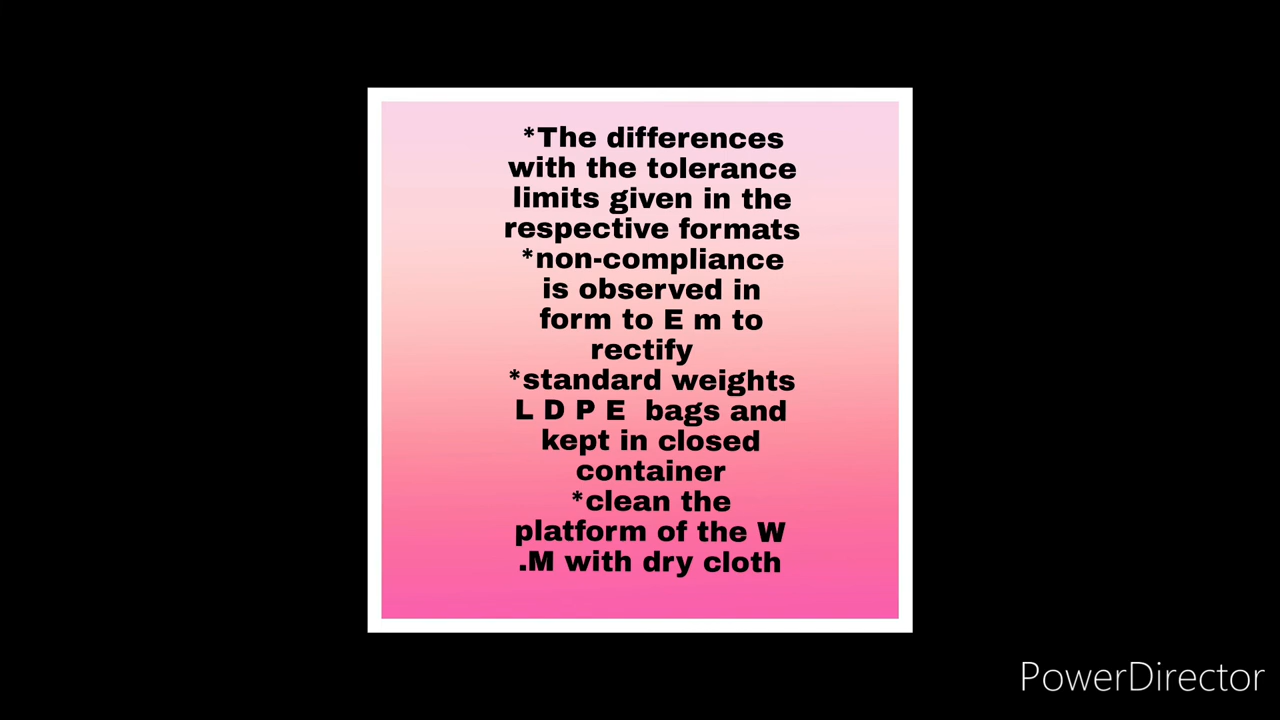 *The differences
with the tolerance
limits given in the
respective formats
*non-compliance
is observed in
form to E m to
rectify
*standard weights
L D P E  bags and
kept in closed
container
*clean the
platform of the W
.M with dry cloth
PowerDirector